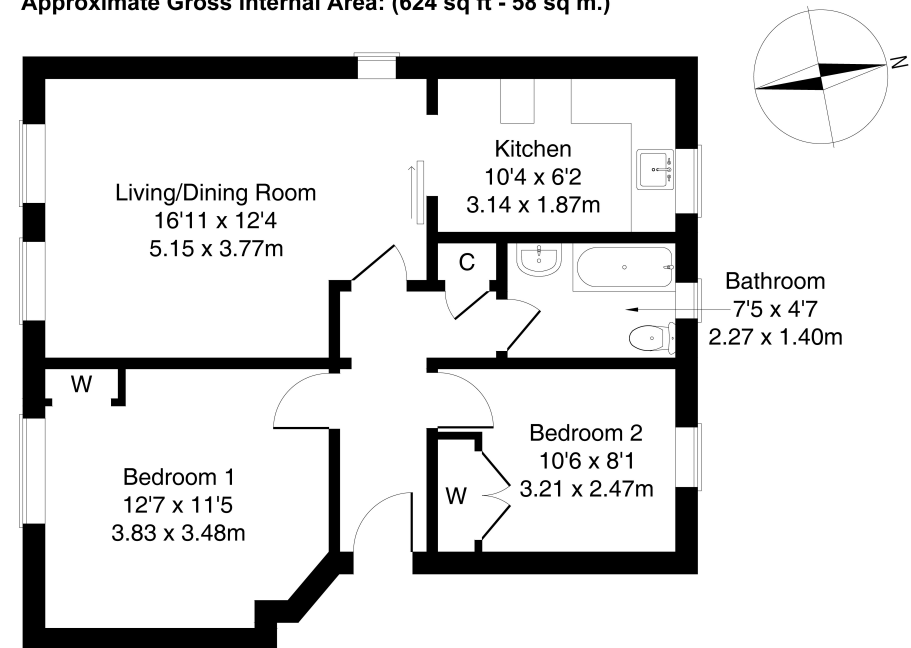 Approximate Gross Internal Area: (624 sq ft - 58 sq m.)
N
Kitchen
10'4 x 6'2
3.14 x 1.87m
Living/Dining Room
16'11 x 12'4
5.15 x 3.77m
C
Bathroom
7'5 x 4'7
2.27 x 1.40m
W
Bedroom 1
12'7 x 11'5
3.83 x 3.48m
Bedroom 2
10'6 x 8'1
3.21 x 2.47m
W